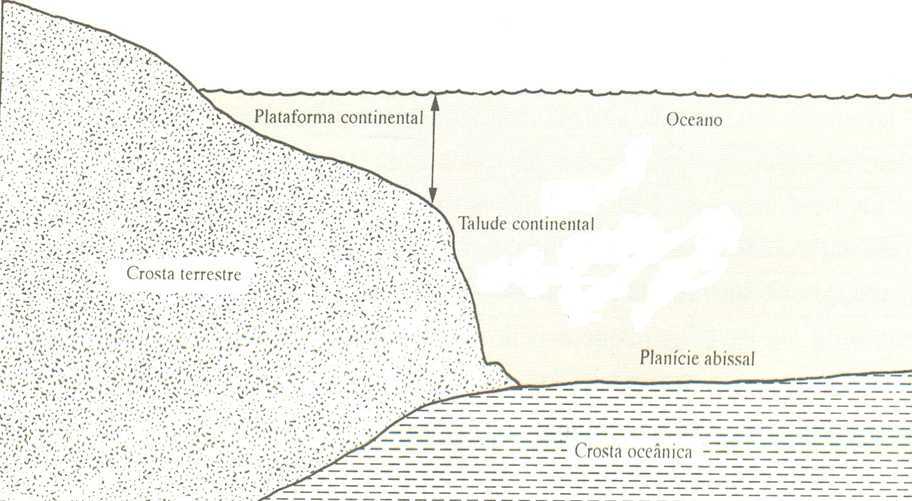 Plataforma continental
Oceano
Talude continental
Crosta terrestre
Planície abissal
Crosta oceânica